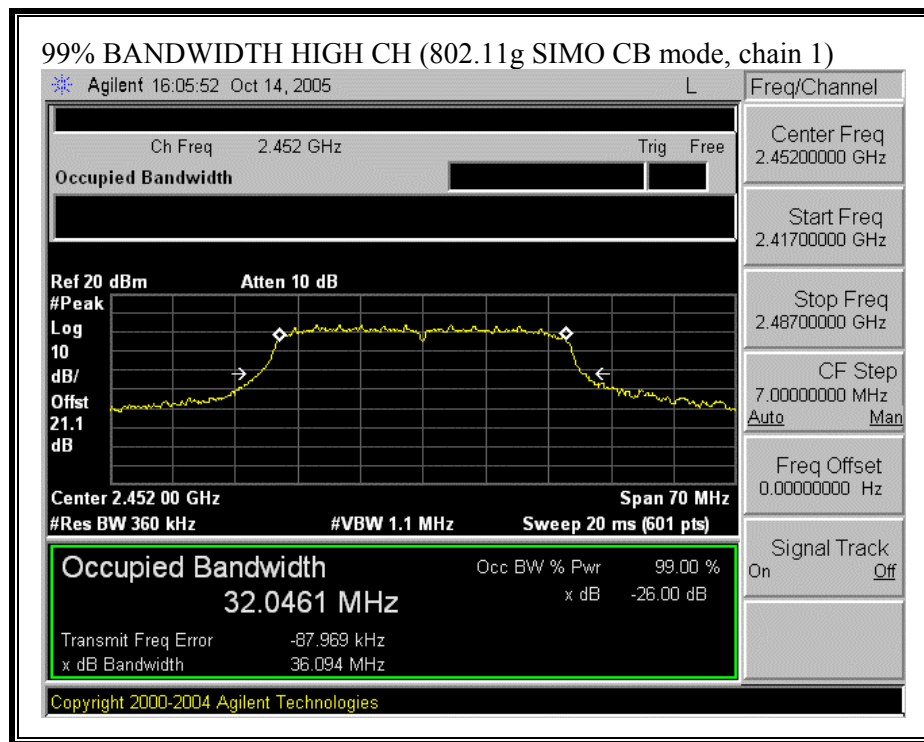 99% BANDWIDTH HIGH CH (802.11g SIMO CB mode, chain 1)
Agilent 16:05:52 Oct 14, 2005 L
Freq/Channel
Ch Freq 2.452 GHz Trig Free
Occupied Bandwidth
Center Freq
2.45200000 GHz
Start Freq
2.41700000 GHz
Stop Freq
2.48700000 GHz
CF Step
7.00000000 MHz
Auto Man
Freq Offset
0.00000000 Hz
Signal Track
On Off
Ref 20 dBm Atten 10 dB
#Peak
Log
10
dB/
Offst
21.1
dB
Center 2.452 00 GHz Span 70 MHz
#Res BW 360 kHz #VBW 1.1 MHz Sweep 20 ms (601 pts)
Occupied Bandwidth
32.0461 MHz
Occ BW % Pwr 99.00 %
x dB -26.00 dB
Transmit Freq Error -87.969 kHz
x dB Bandwidth 36.094 MHz
Copyright 2000-2004 Agilent Technologies